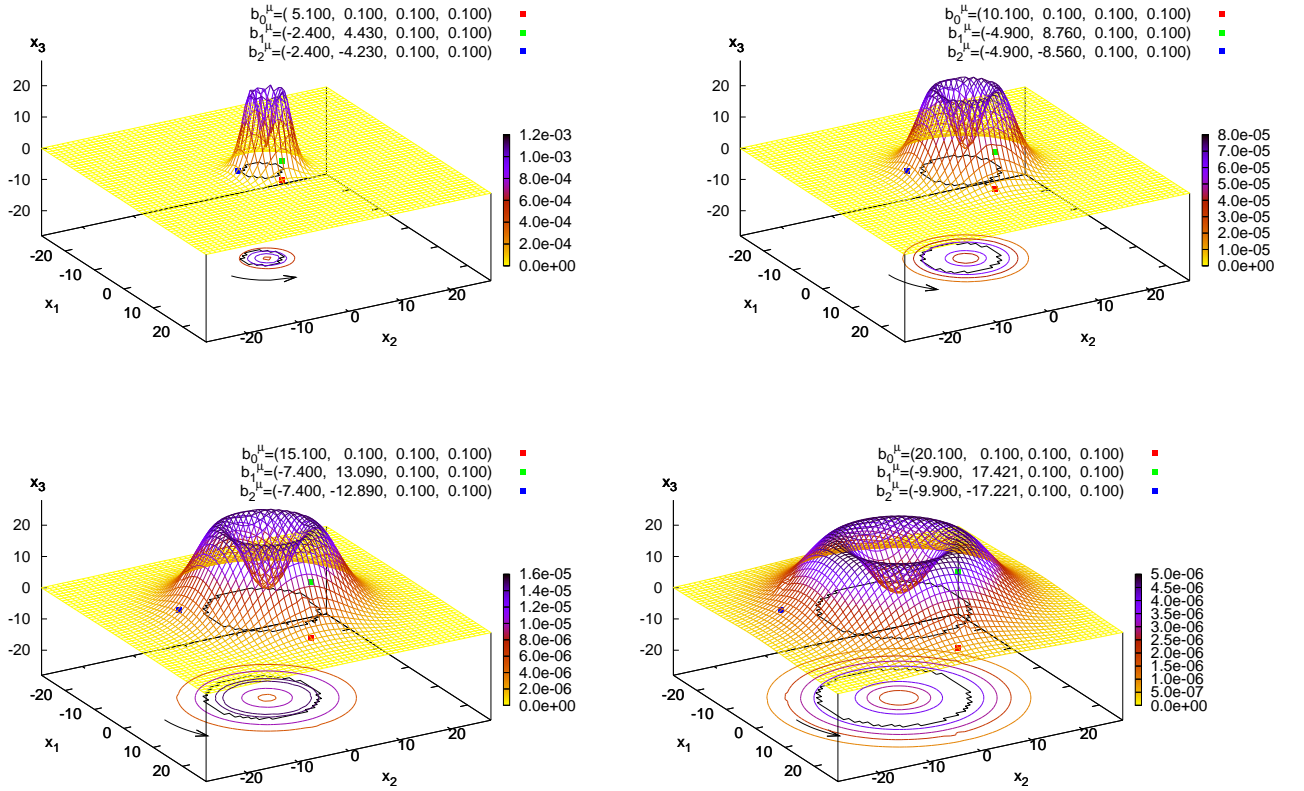 b0^μ=( 5.100, 0.100, 0.100, 0.100)
b1^μ=(-2.400, 4.430, 0.100, 0.100)
b2^μ=(-2.400, -4.230, 0.100, 0.100)
x3
20
10
0
-10
-20
1.2e-03
1.0e-03
8.0e-04
6.0e-04
4.0e-04
2.0e-04
0.0e+00
-20
-10
0
10
20
x1
-20
-10
0
10
20
x2
b0^μ=(10.100, 0.100, 0.100, 0.100)
b1^μ=(-4.900, 8.760, 0.100, 0.100)
b2^μ=(-4.900, -8.560, 0.100, 0.100)
x3
20
10
0
-10
-20
8.0e-05
7.0e-05
6.0e-05
5.0e-05
4.0e-05
3.0e-05
2.0e-05
1.0e-05
0.0e+00
-20
-10
0
10
20
x1
-20
-10
0
10
20
x2
b0^μ=(15.100, 0.100, 0.100, 0.100)
b1^μ=(-7.400, 13.090, 0.100, 0.100)
b2^μ=(-7.400, -12.890, 0.100, 0.100)
x3
20
10
0
-10
-20
1.6e-05
1.4e-05
1.2e-05
1.0e-05
8.0e-06
6.0e-06
4.0e-06
2.0e-06
0.0e+00
-20
-10
0
10
20
x1
-20
-10
0
10
20
x2
b0^μ=(20.100, 0.100, 0.100, 0.100)
b1^μ=(-9.900, 17.421, 0.100, 0.100)
b2^μ=(-9.900, -17.221, 0.100, 0.100)
x3
20
10
0
-10
-20
5.0e-06
4.5e-06
4.0e-06
3.5e-06
3.0e-06
2.5e-06
2.0e-06
1.5e-06
1.0e-06
5.0e-07
0.0e+00
-20
-10
0
10
20
x1
-20
-10
0
10
20
x2